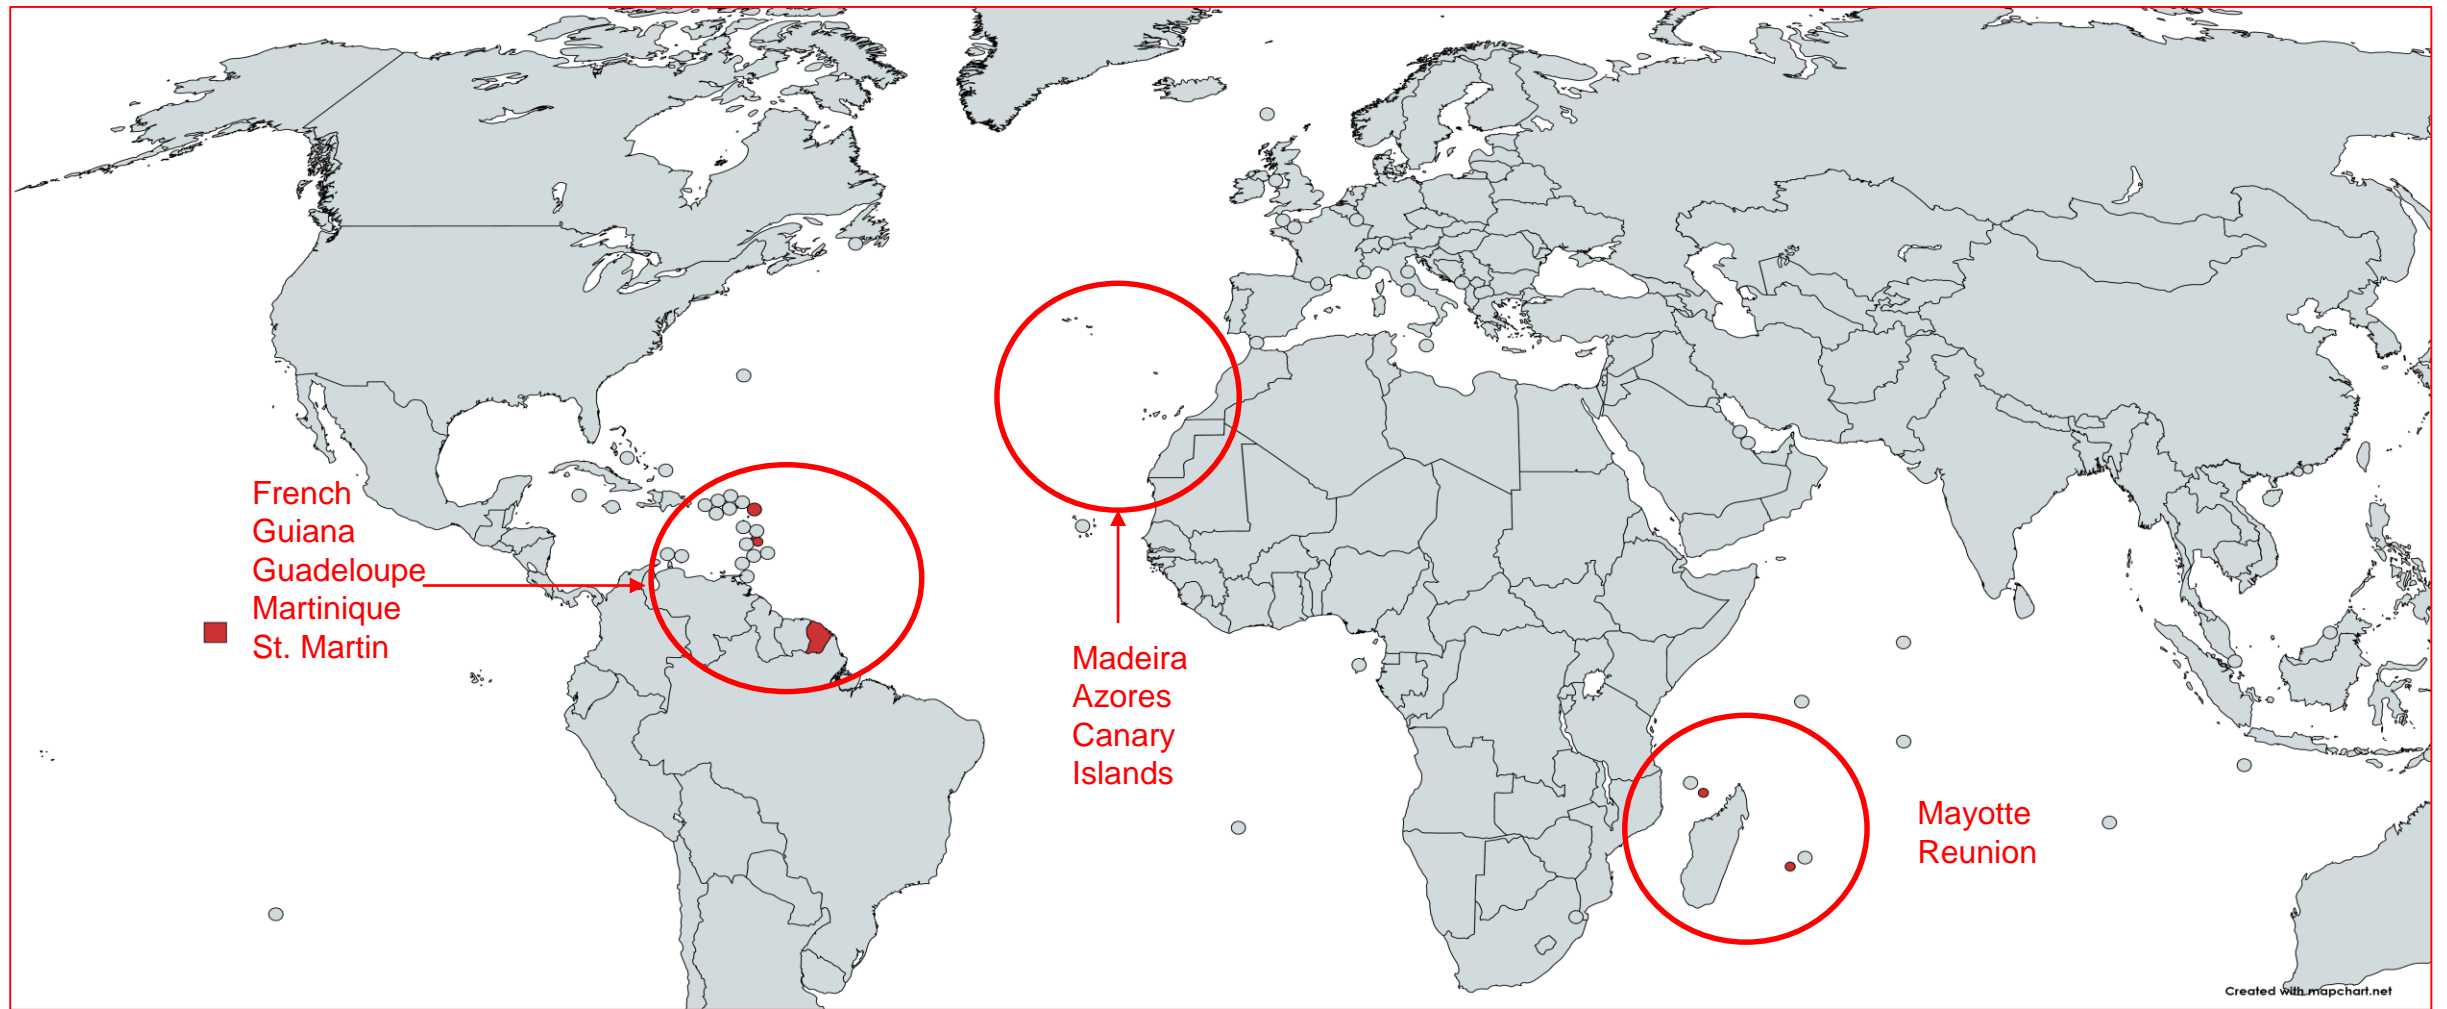 French
Guiana
Guadeloupe
Martinique
St. Martin
Madeira
Azores
Canary
Islands
Mayotte
Reunion
Created with mapchart.net